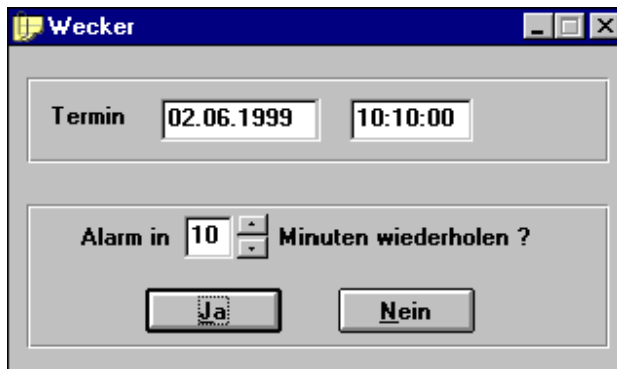 Wecker
Termin 02.06.1999 10:10:00
Alarm in 10 Minuten wiederholen ?
Ja Nein